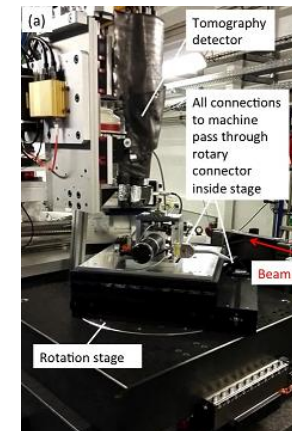 (a)
Tomography
detector
All connections
to machine
pass through
rotary
connector
inside stage
Beam
Rotation stage